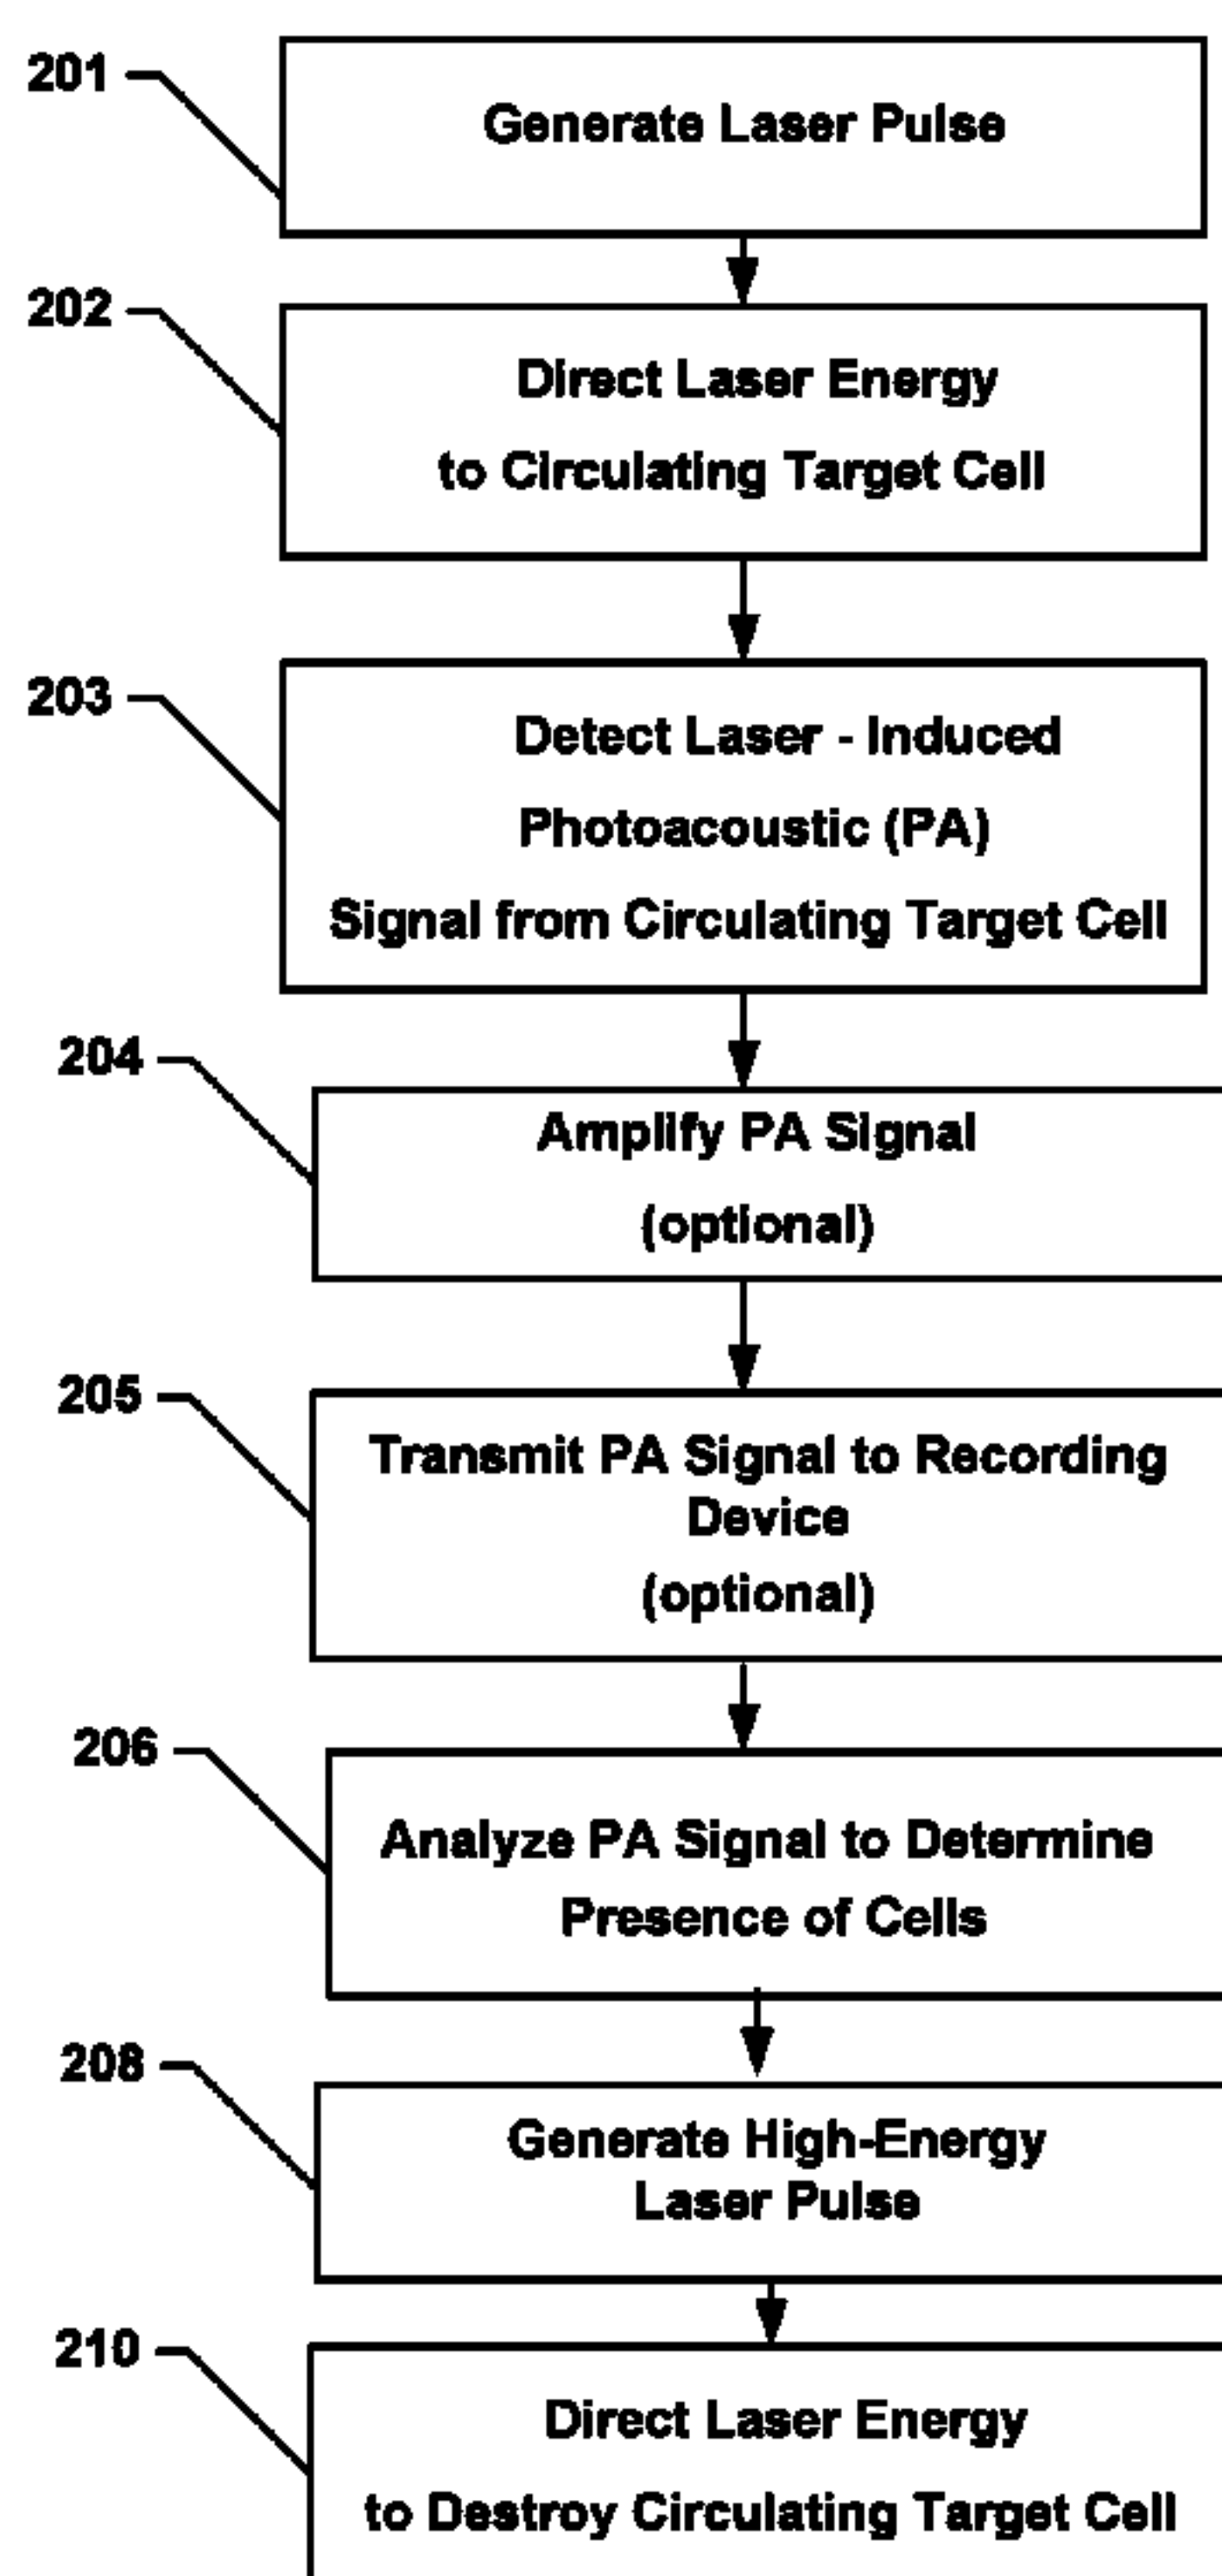 201
Generate Laser Pulse
202
Direct Laser Energy
to Circulating Target Cell
203
Detect Laser - Induced
Photoacoustic (PA)
Signal from Circulating Target Cell
204
Amplify PA Signal
(optional)
205
Transmit PA Signal to Recording
Device
(optional)
206
Analyze PA Signal to Determine
Presence of Cells
208
Generate High-Energy
Laser Pulse
210
Direct Laser Energy
to Destroy Circulating Target Cell